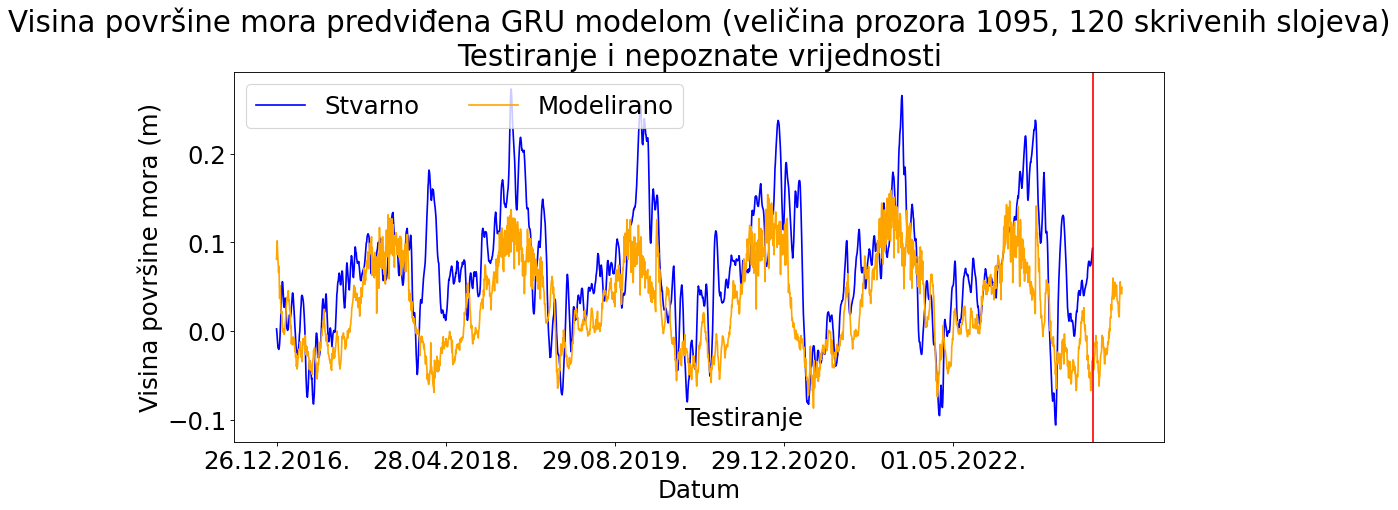 Visina površine mora predviđena GRU modelom (veličina prozora 1095, 120 skrivenih slojeva)
Testiranje i nepoznate vrijednosti
Stvarno Modelirano
Visina površine mora (m)
0.2
0.1
0.0
−0.1
Testiranje
26.12.2016. 28.04.2018. 29.08.2019. 29.12.2020. 01.05.2022.
Datum